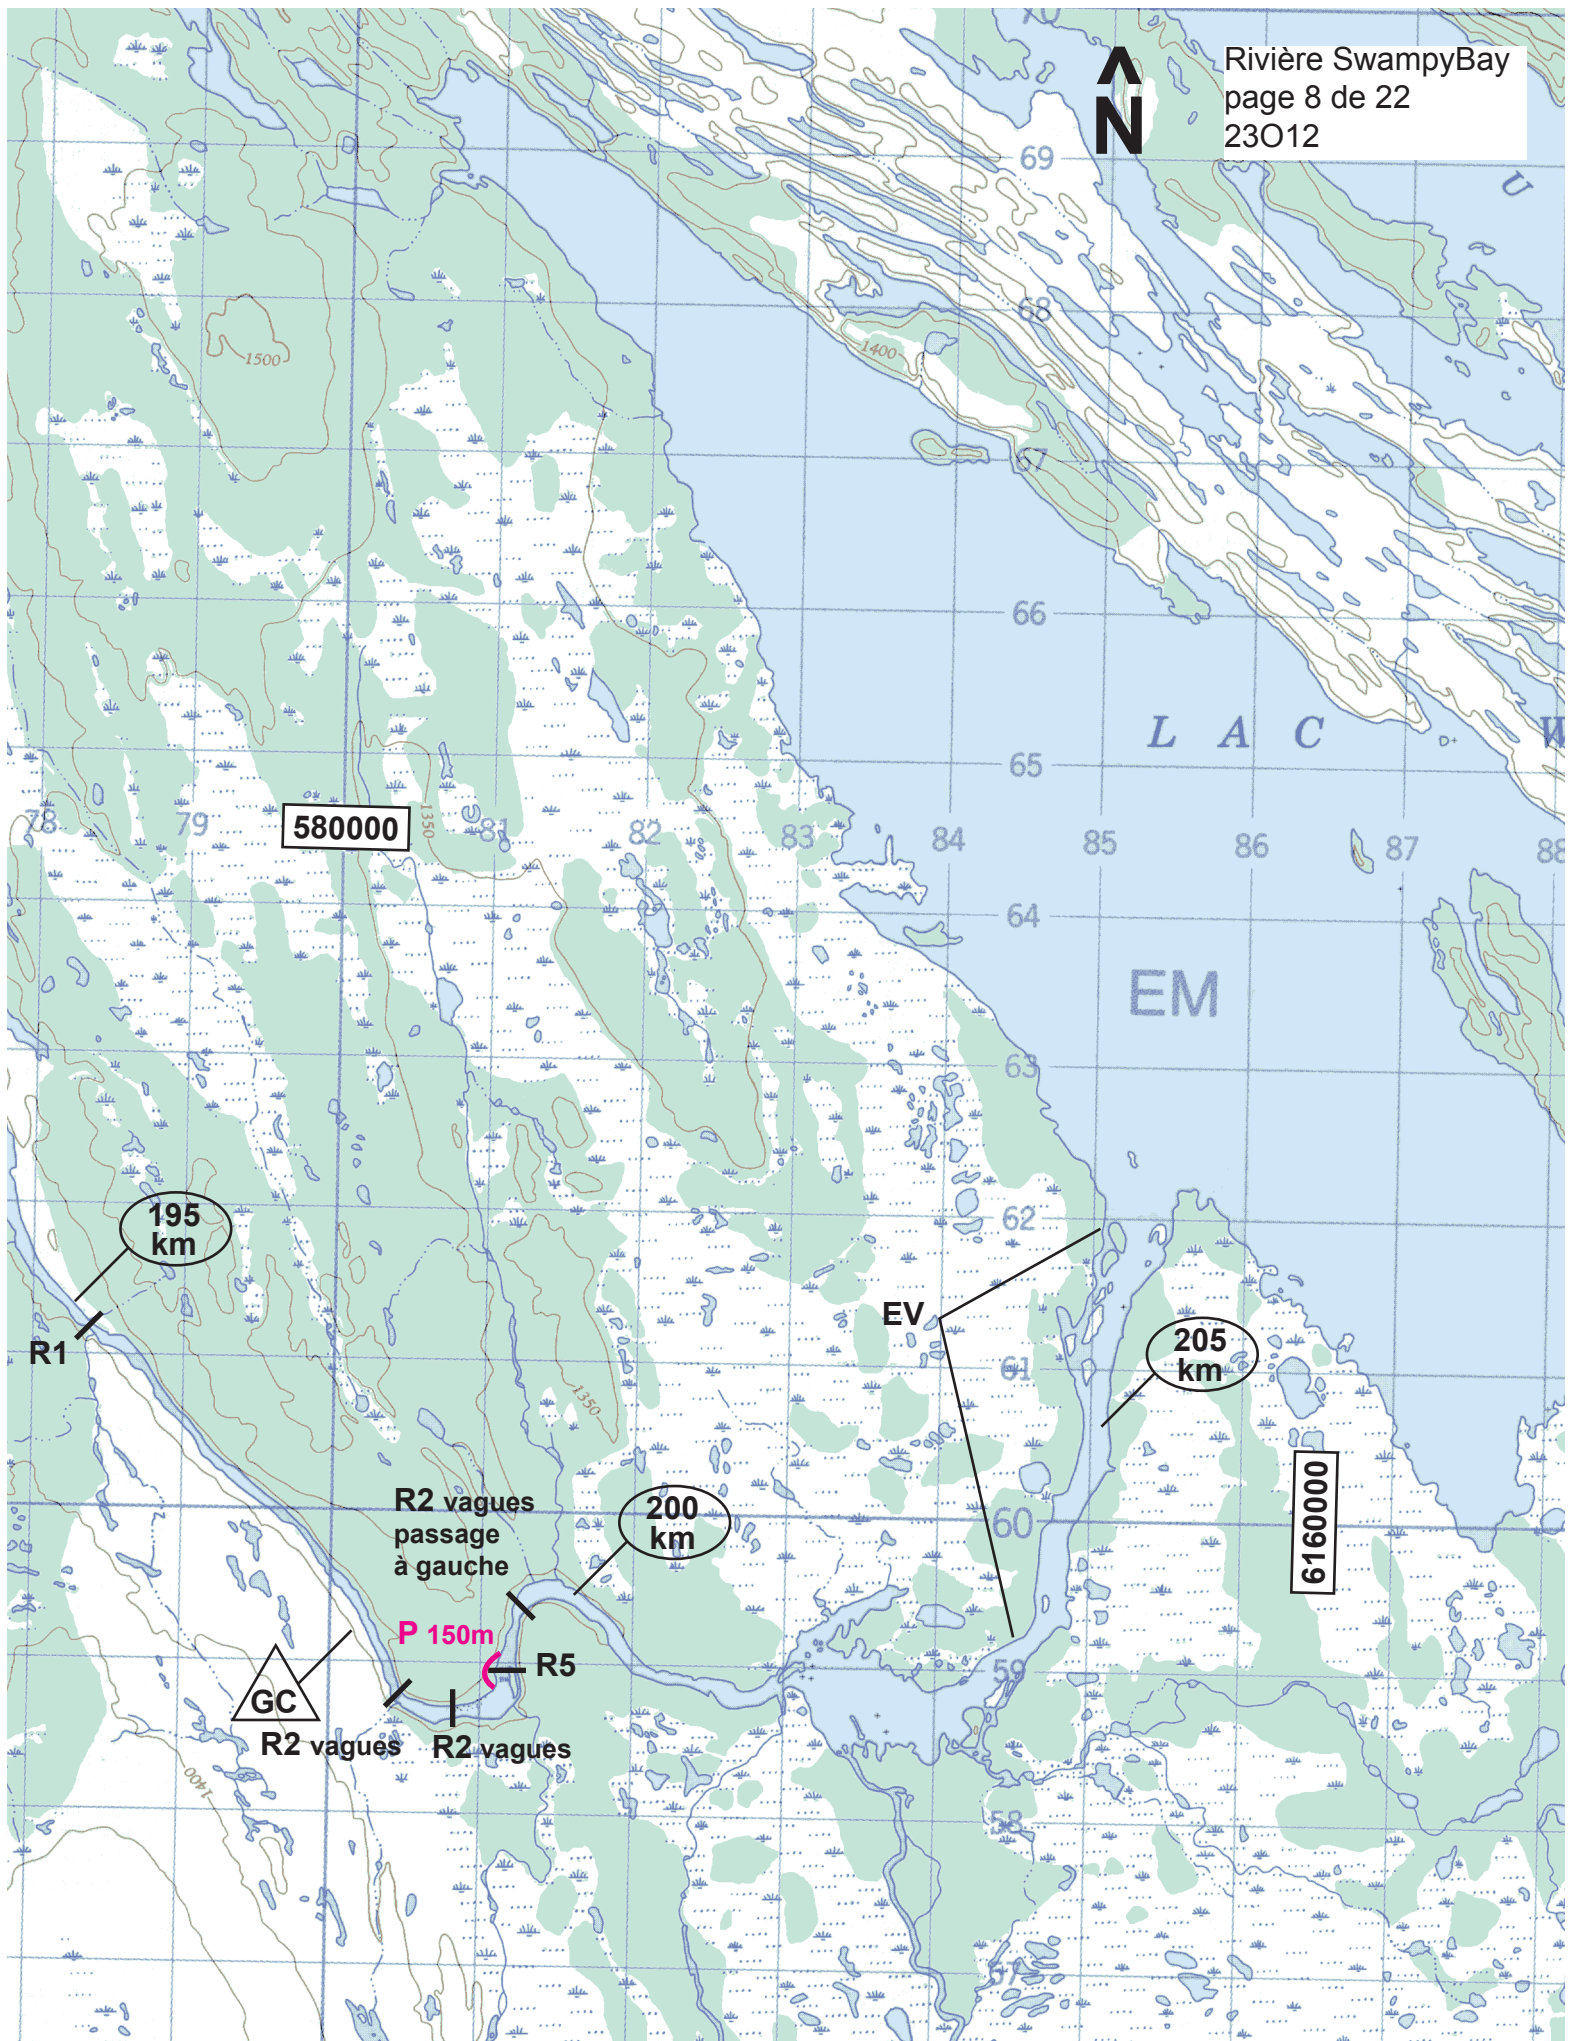 70
N
Rivière SwampyBay
page 8 de 22
23O12
69
U
68
1500
1400
67
66
L A C W
65
78 79 580000 1350 81 82 83 84 85 86 87 88
64
EM
63
195
km
62
R1
EV
205
km
61
1350
R2 vagues
passage
à gauche
200
km
60
6160000
P 150m
R5
59
GC
R2 vagues
R2 vagues
1400
58
57